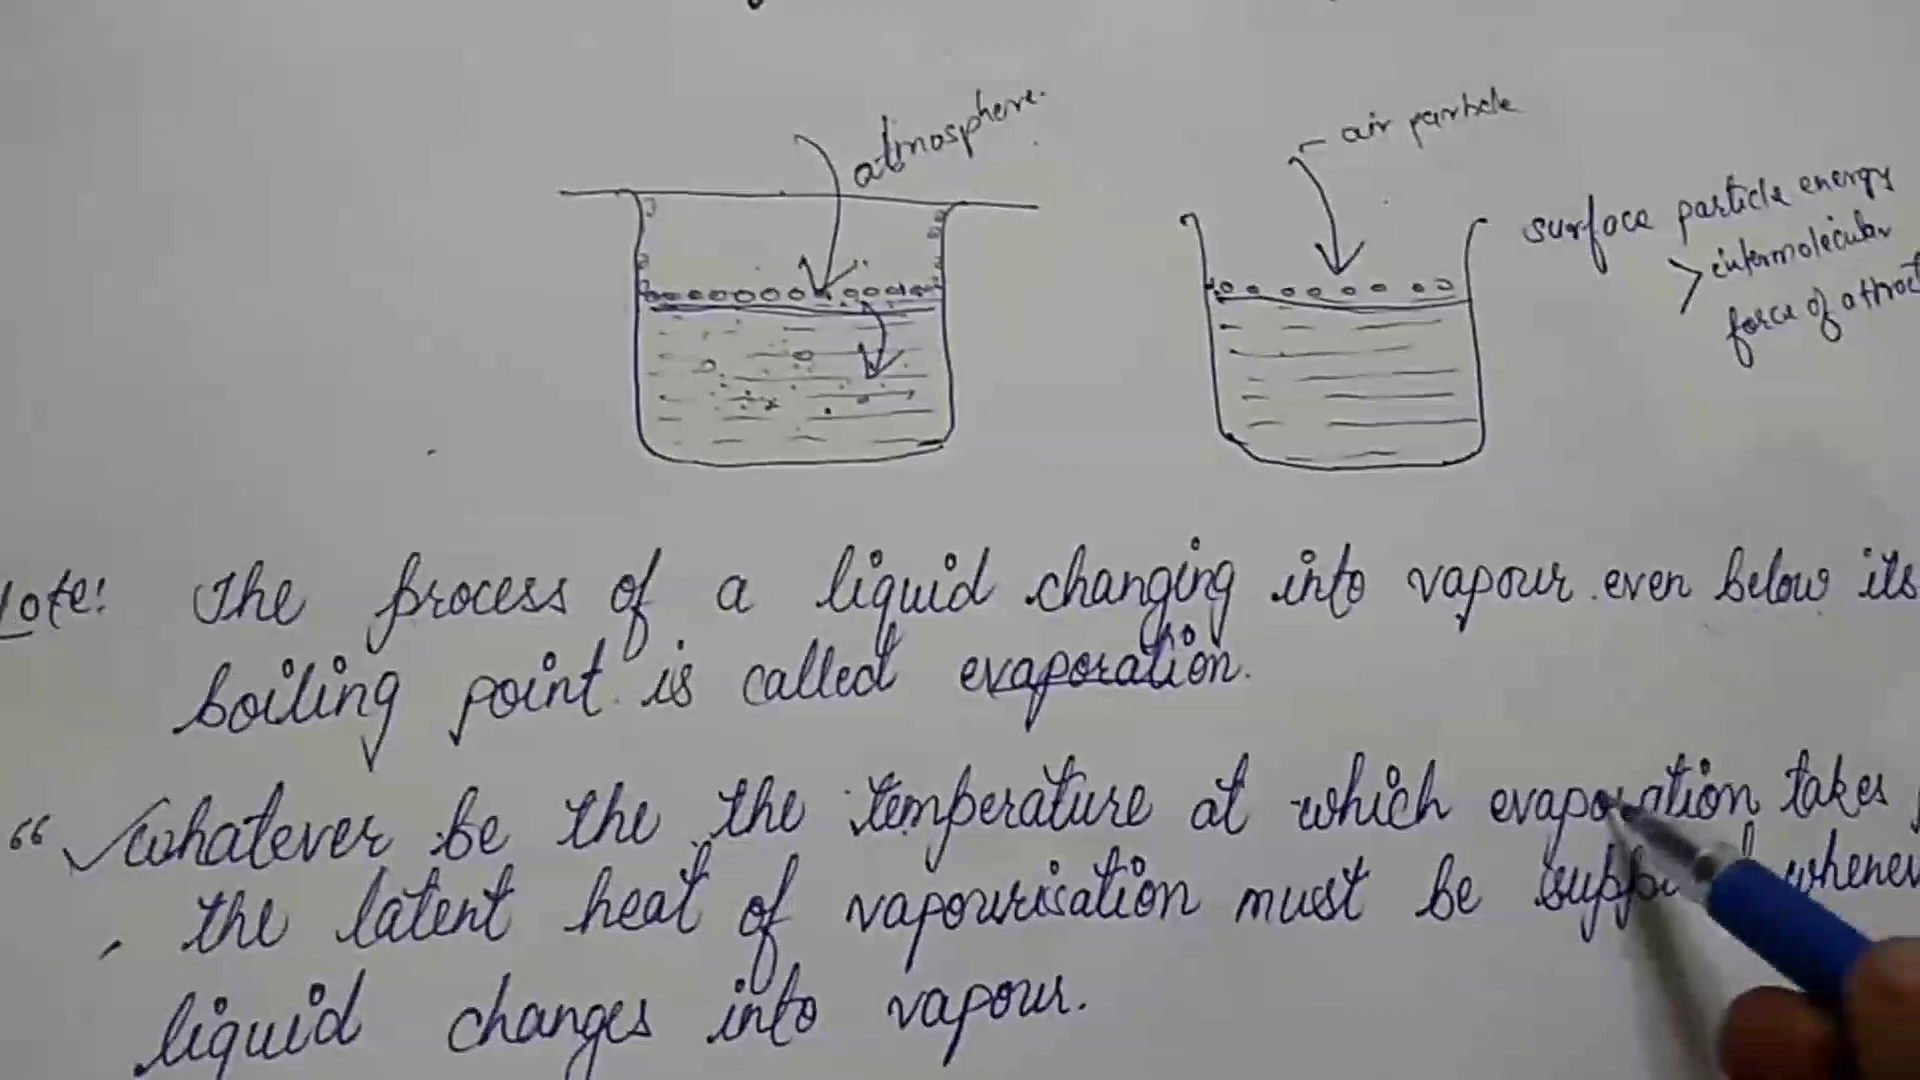 atmosphere.
air particle
surface particle energy
> intermolecular
force of attract
Note: The process of a liquid changing into vapour even below its
boiling point is called evaporation.
“ Whatever be the the temperature at which evaporation takes
the latent heat of vapourisation must be whenev
liquid changes into vapour.